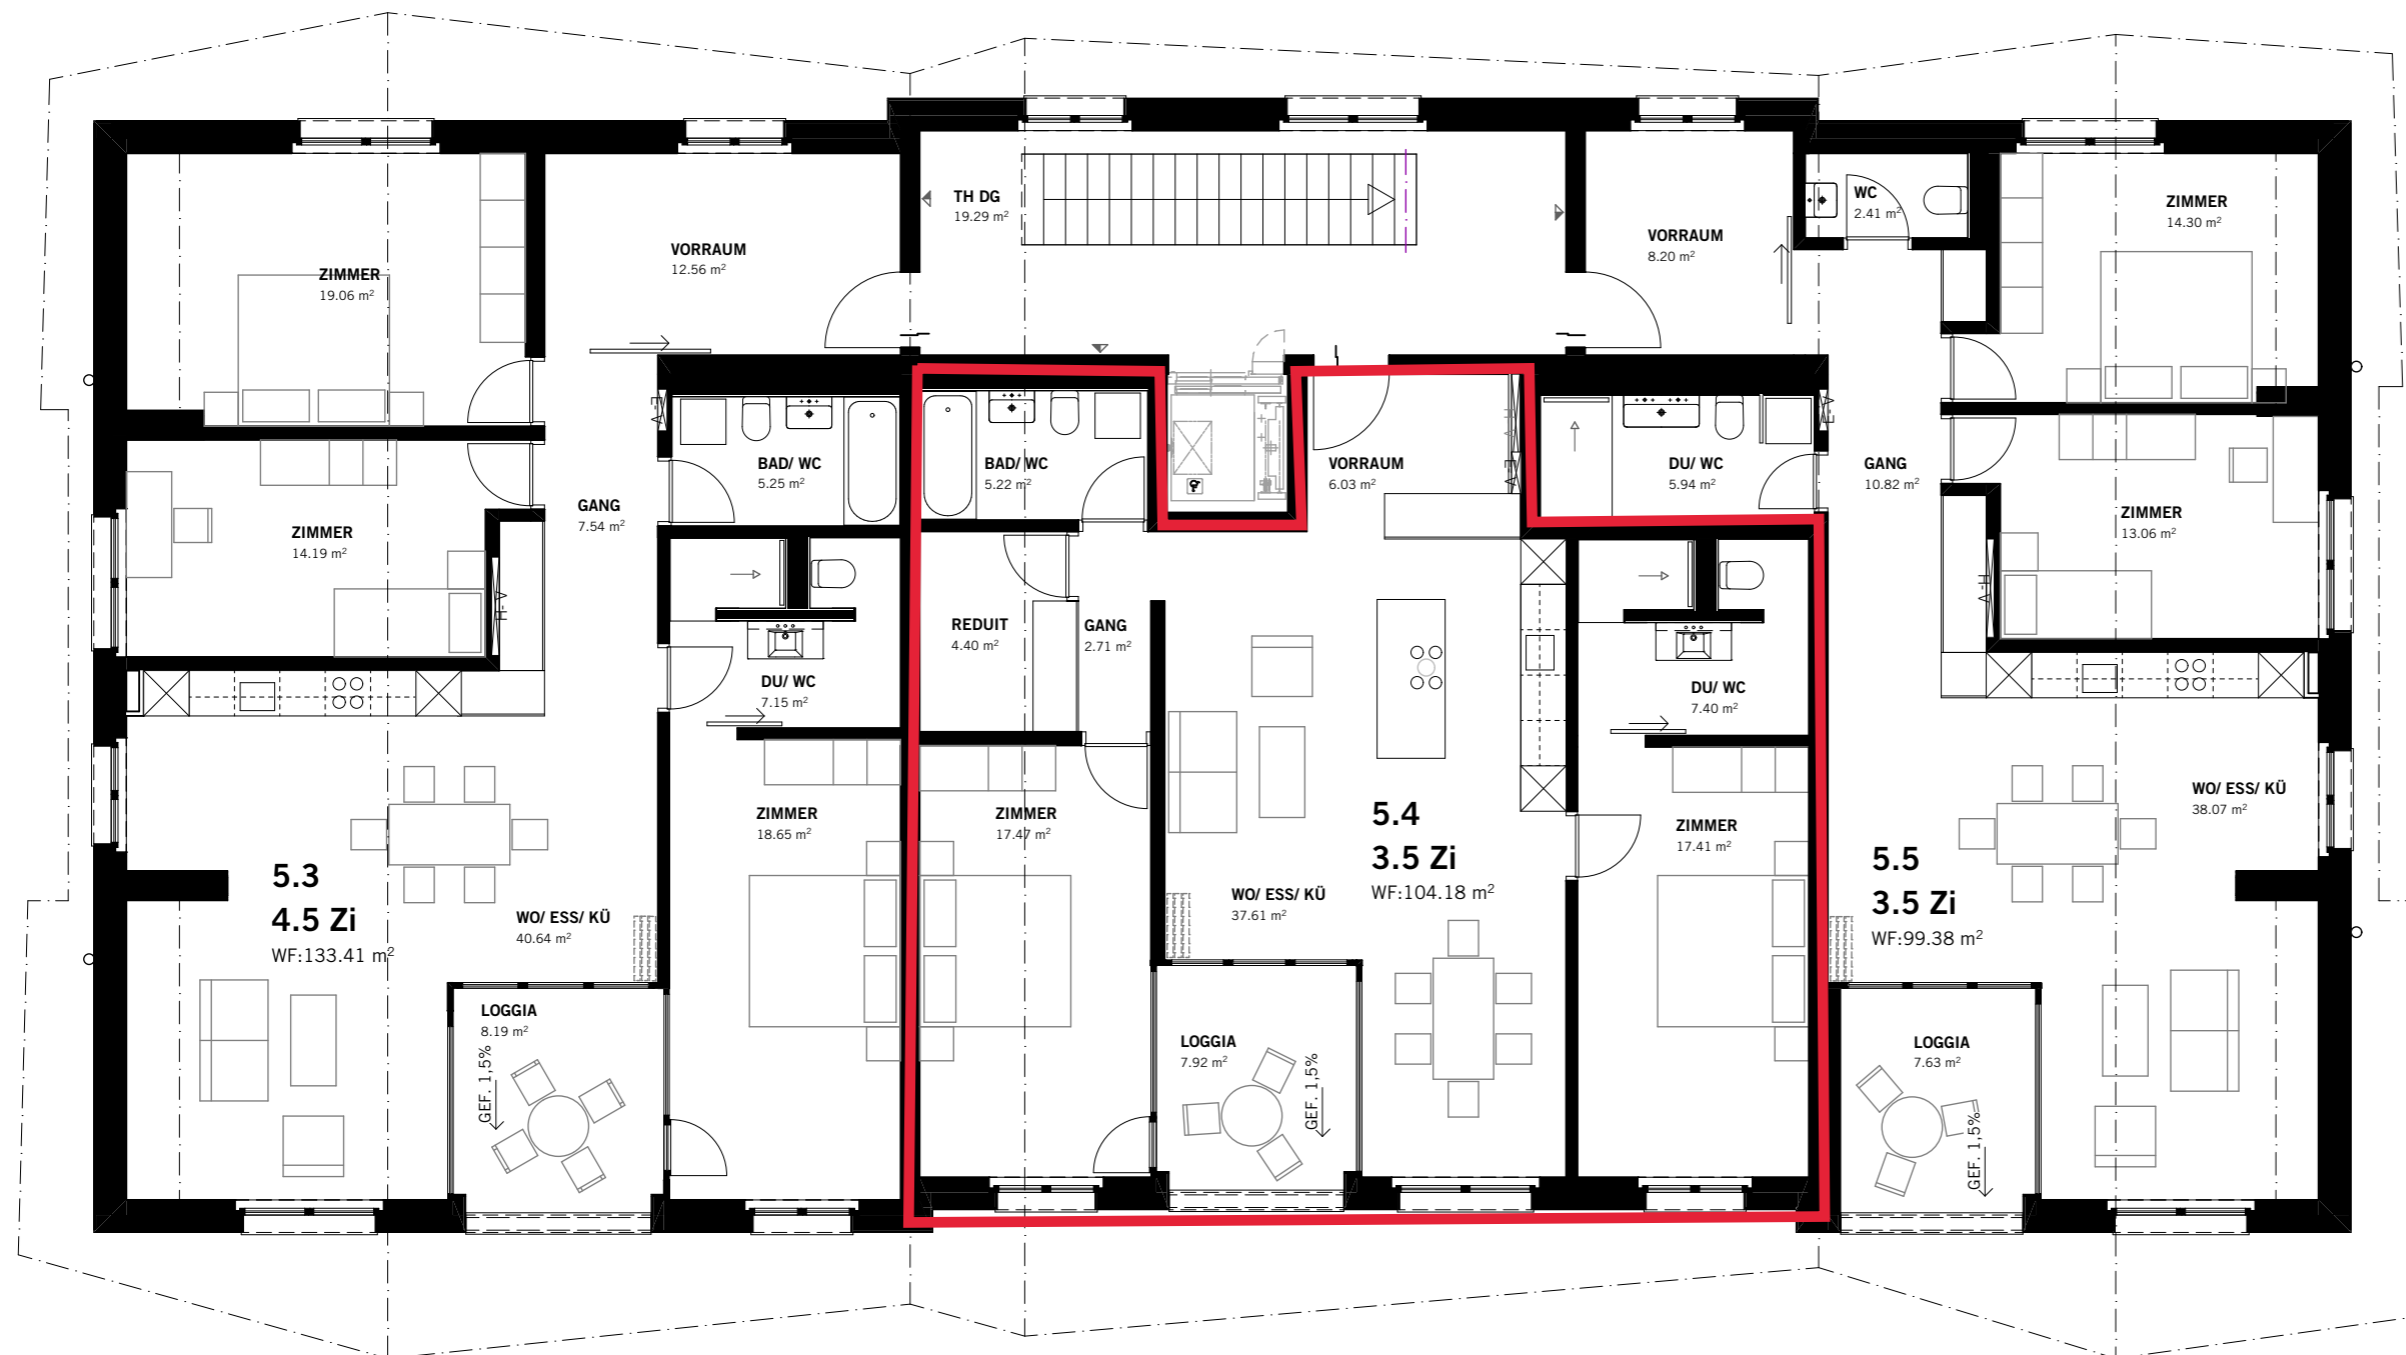 TH DG
19.29 m²
WC
2.41 m²
ZIMMER
14.30 m²
VORRAUM
12.56 m²
VORRAUM
8.20 m²
ZIMMER
19.06 m²
BAD/ WC
5.25 m²
BAD/ WC
5.22 m²
VORRAUM
6.03 m²
DU/ WC
5.94 m²
GANG
10.82 m²
GANG
7.54 m²
ZIMMER
14.19 m²
ZIMMER
13.06 m²
E-A
E-A
H-A
H-A
REDUIT
4.40 m²
GANG
2.71 m²
DU/ WC
7.15 m²
DU/ WC
7.40 m²
ZIMMER
18.65 m²
ZIMMER
17.47 m²
5.4
3.5 Zi
WF:104.18 m²
ZIMMER
17.41 m²
WO/ ESS/ KÜ
38.07 m²
5.3
4.5 Zi
WF:133.41 m²
WO/ ESS/ KÜ
40.64 m²
WO/ ESS/ KÜ
37.61 m²
5.5
3.5 Zi
WF:99.38 m²
LOGGIA
8.19 m²
GEF. 1,5%
LOGGIA
7.92 m²
GEF. 1,5%
LOGGIA
7.63 m²
GEF. 1,5%